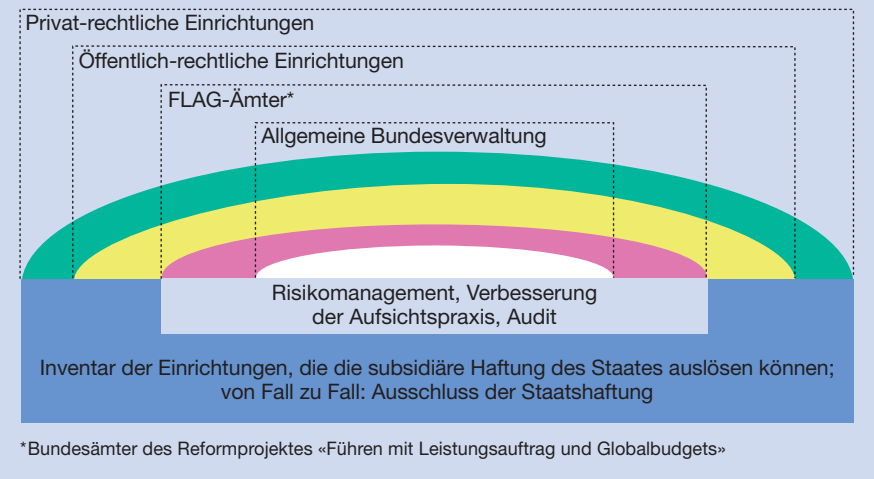 Privat-rechtliche Einrichtungen
Öffentlich-rechtliche Einrichtungen
FLAG-Ämter*
Allgemeine Bundesverwaltung
Risikomanagement, Verbesserung
der Aufsichtspraxis, Audit
Inventar der Einrichtungen, die die subsidiäre Haftung des Staates auslösen können;
von Fall zu Fall: Ausschluss der Staatshaftung
*Bundesämter des Reformprojektes «Führen mit Leistungsauftrag und Globalbudgets»